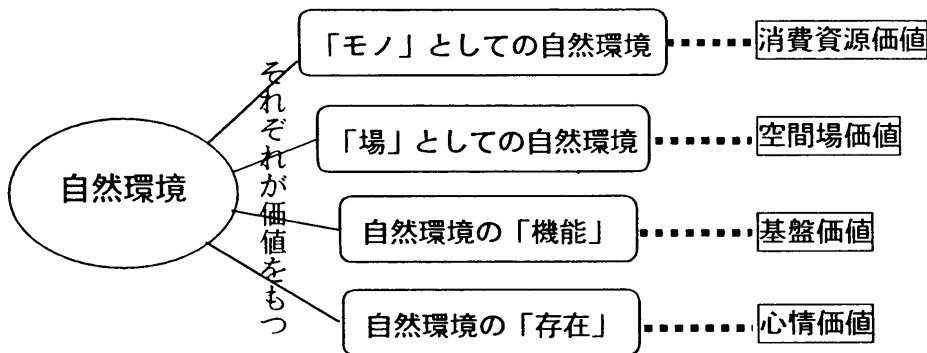 自然環境
それぞれが価値をもつ
「モノ」としての自然環境
消費資源価値
「場」としての自然環境
空間場価値
自然環境の「機能」
基盤価値
自然環境の「存在」
心情価値